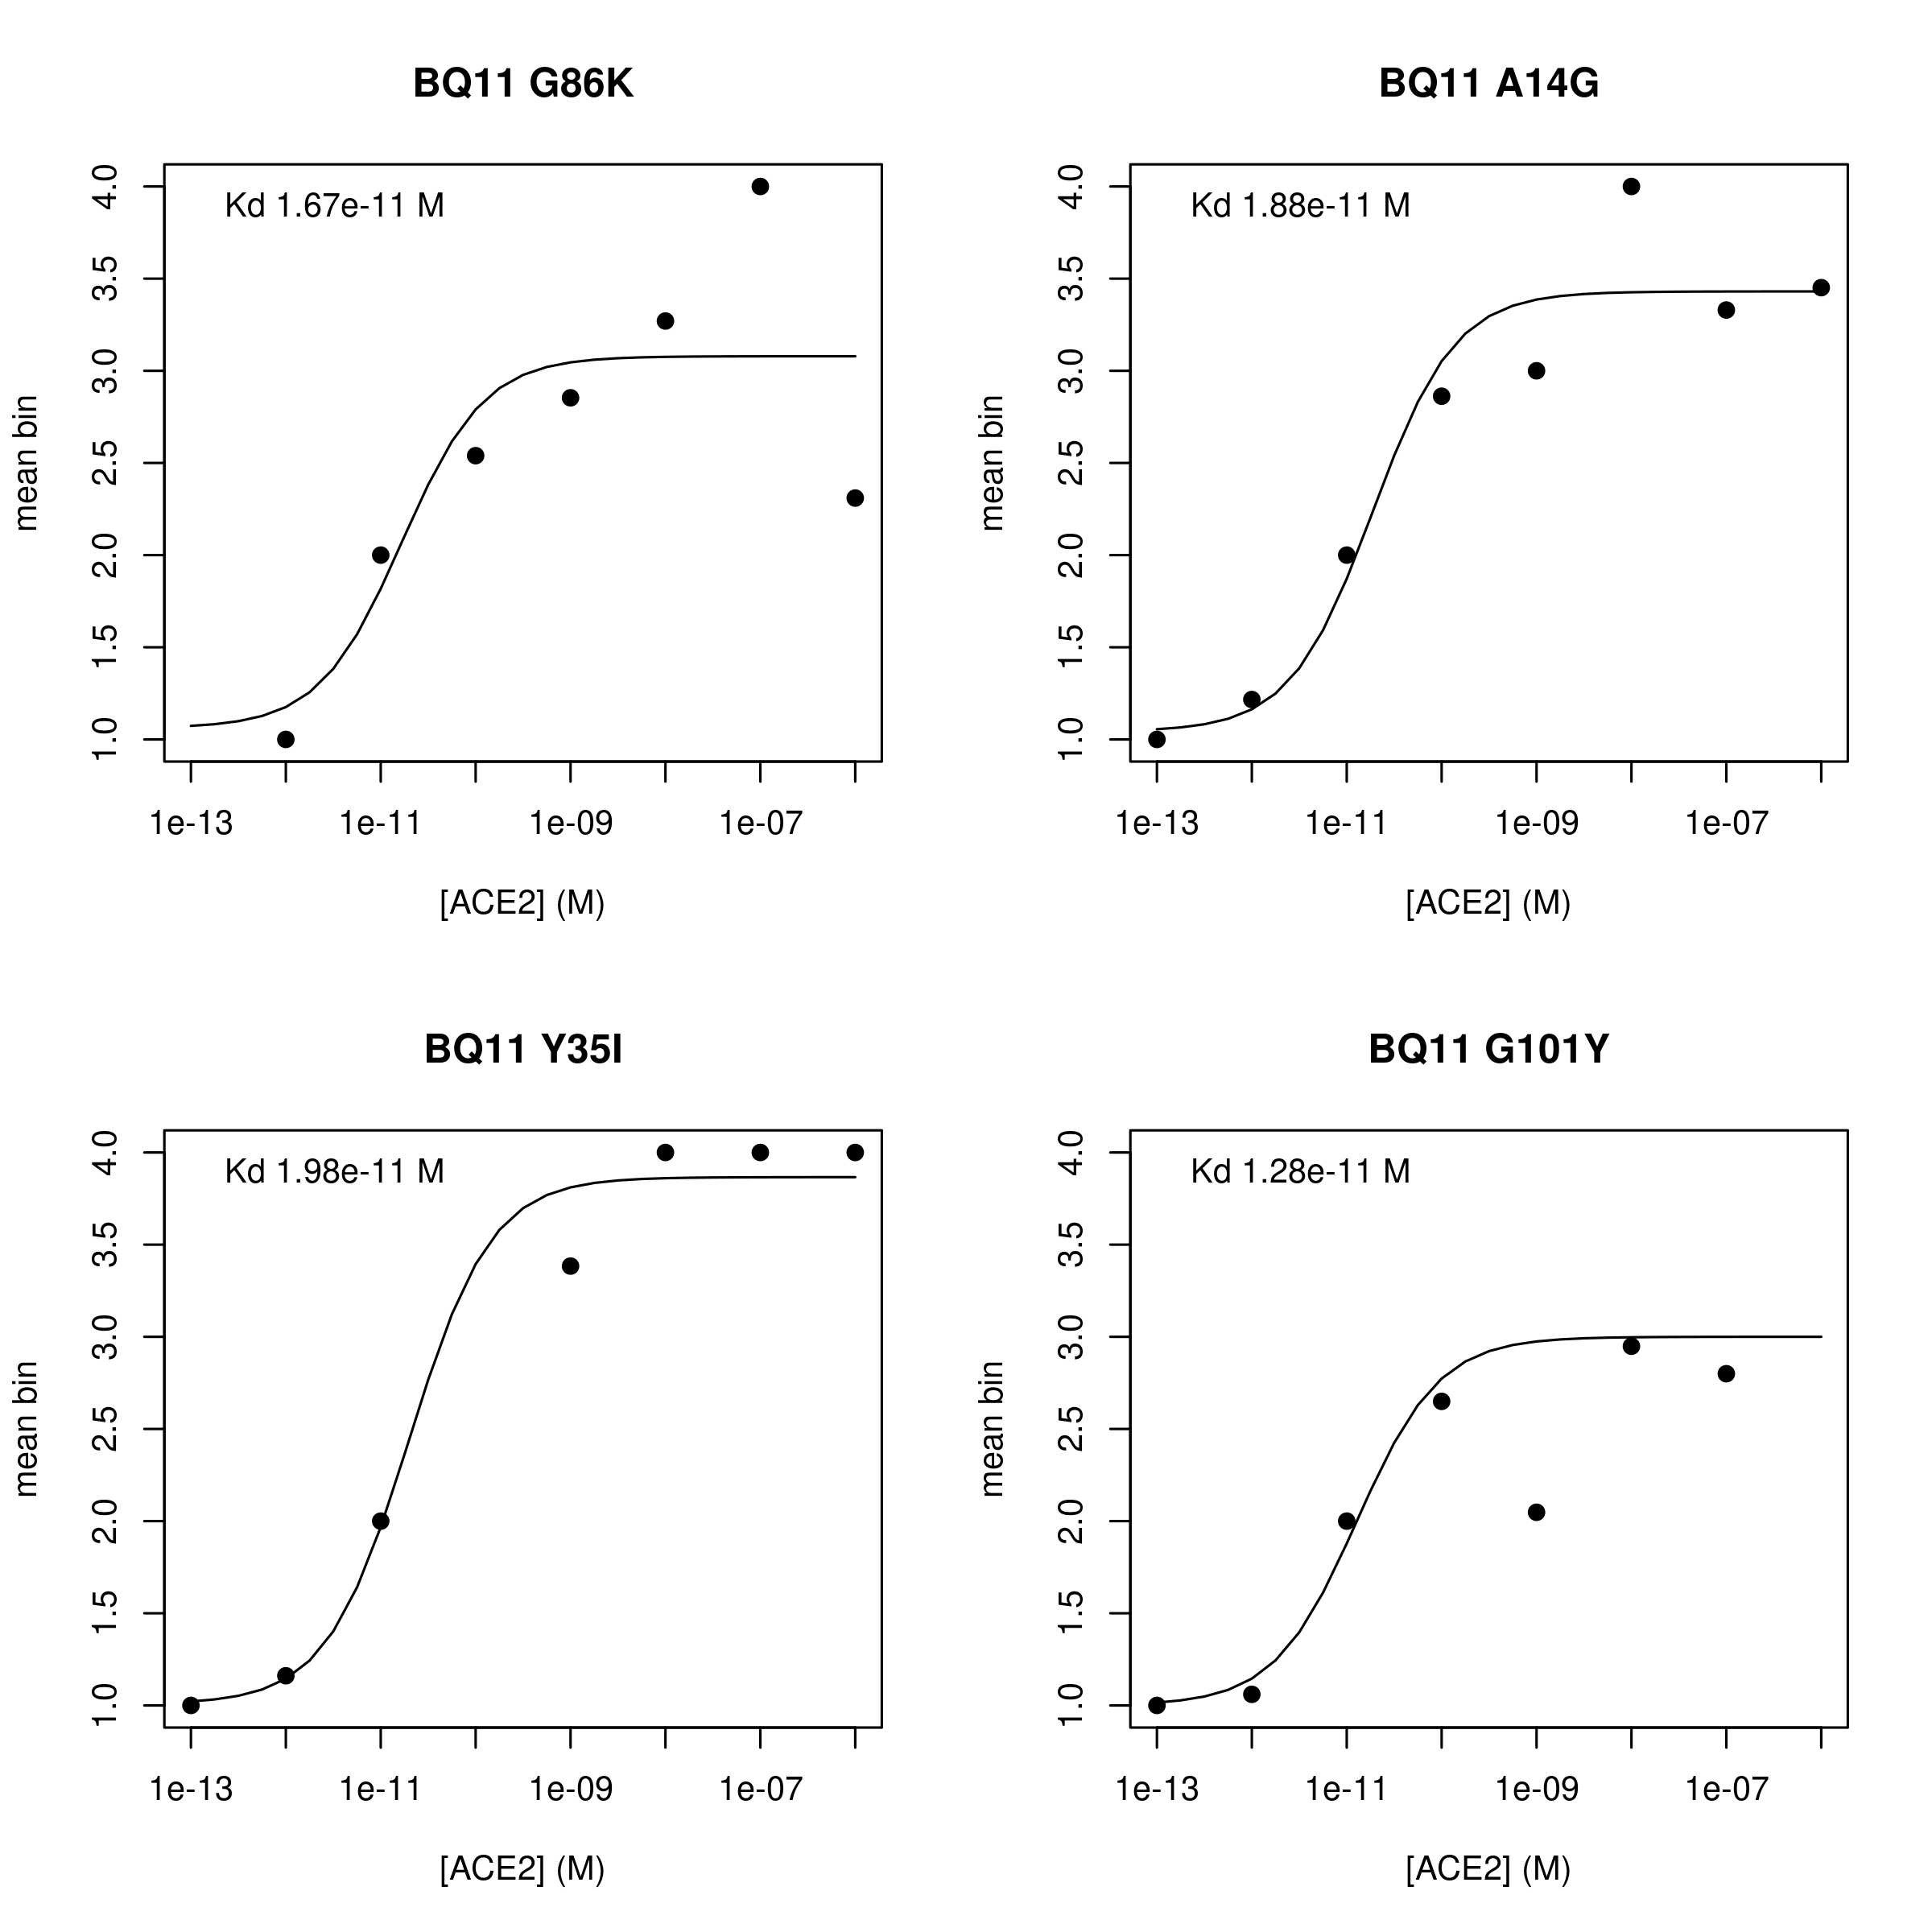 BQ11 G86K
Kd 1.67e-11 M
mean bin
4.0
3.5
3.0
2.5
2.0
1.5
1.0
1e-13 1e-11 1e-09 1e-07
[ACE2] (M)
BQ11 A14G
Kd 1.88e-11 M
mean bin
4.0
3.5
3.0
2.5
2.0
1.5
1.0
1e-13 1e-11 1e-09 1e-07
[ACE2] (M)
BQ11 Y35I
Kd 1.98e-11 M
mean bin
4.0
3.5
3.0
2.5
2.0
1.5
1.0
1e-13 1e-11 1e-09 1e-07
[ACE2] (M)
BQ11 G101Y
Kd 1.28e-11 M
mean bin
4.0
3.5
3.0
2.5
2.0
1.5
1.0
1e-13 1e-11 1e-09 1e-07
[ACE2] (M)